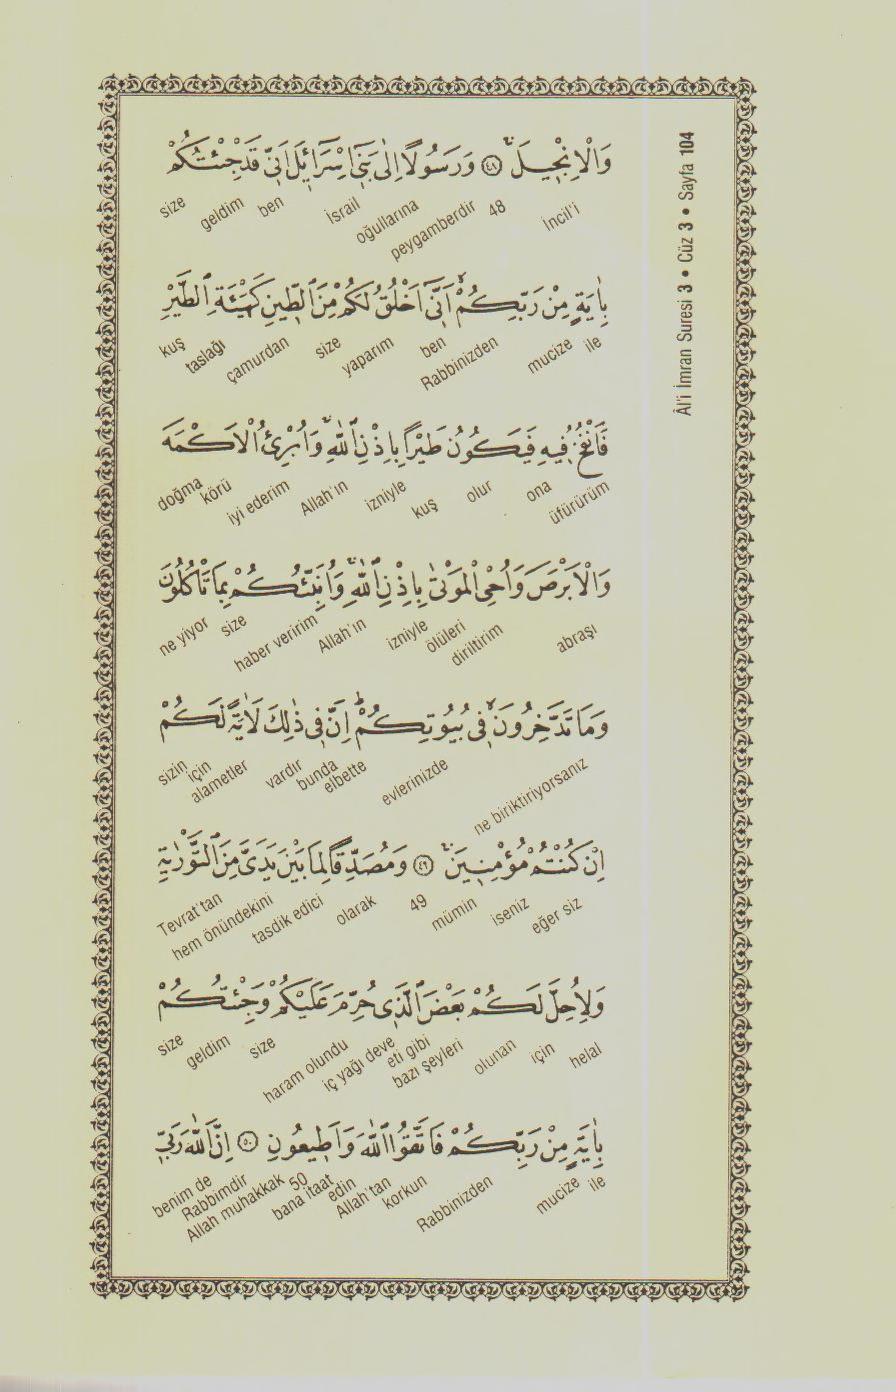 Âl'i İmran Suresi 3 • Cüz 3 • Sayfa 104
وَالْاِنْج۪يلَۙ ﴿٤٨﴾ وَرَسُولًا اِلٰى بَن۪ٓي اِسْرَٓاء۪يلَ اَنّ۪ي قَدْ جِئْتُكُمْ
İncil'i 48 peygamberdir oğullarına İsrail ben geldim size
بِاٰيَةٍ مِنْ رَبِّكُمْۙ اَنّ۪ٓي اَخْلُقُ لَكُمْ مِنَ الطّ۪ينِ كَهَيْـَٔةِ الطَّيْرِ
ile mucize Rabbinizden ben yaparım size çamurdan taslağı kuş
فَاَنْفُخُ ف۪يهِ فَيَكُونُ طَيْرًا بِاِذْنِ اللّٰهِۚ وَاُبْرِئُ الْاَكْمَهَ
üfürürüm ona olur kuş izniyle Allah'ın iyi ederim körü doğma
وَالْاَبْرَصَ وَاُحْيِ الْمَوْتٰى بِاِذْنِ اللّٰهِۚ وَاُنَبِّئُكُمْ بِمَا تَأْكُلُونَ
abraşı diriltirim ölüleri izniyle Allah'ın haber veririm size ne yiyor
وَمَا تَدَّخِرُونَۙ ف۪ي بُيُوتِكُمْۜ اِنَّ ف۪ي ذٰلِكَ لَاٰيَةً لَكُمْ
ne biriktiriyorsanız evlerinizde elbette bunda vardır alametler için sizin
اِنْ كُنْتُمْ مُؤْمِن۪ينَۚ ﴿٤٩﴾ وَمُصَدِّقًا لِمَا بَيْنَ يَدَيَّ مِنَ التَّوْرٰيةِ
eğer siz iseniz mümin 49 olarak tasdik edici hem önündekini Tevrat'tan
وَلِاُحِلَّ لَكُمْ بَعْضَ الَّذ۪ي حُرِّمَ عَلَيْكُمْ وَجِئْتُكُمْ
helal için olunan bazı şeyleri eti gibi iç yağı deve haram olundu size geldim size
بِاٰيَةٍ مِنْ رَبِّكُمْ فَاتَّقُوا اللّٰهَ وَاَط۪يعُونِ ﴿٥٠﴾ اِنَّ اللّٰهَ رَبّ۪ي
ile mucize Rabbinizden korkun Allah'tan edin bana itaat 50 Allah muhakkak Rabbimdir benim de